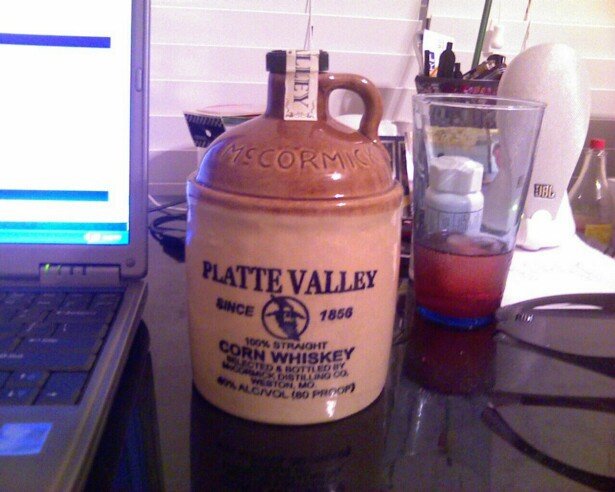 LLEY
McCORMICK
PLATTE VALLEY
SINCE 1856
100% STRAIGHT
CORN WHISKEY
SELECTED & BOTTLED BY
McCORMICK DISTILLING CO.
WESTON, MO.
40% ALC/VOL (80 PROOF)
JBL